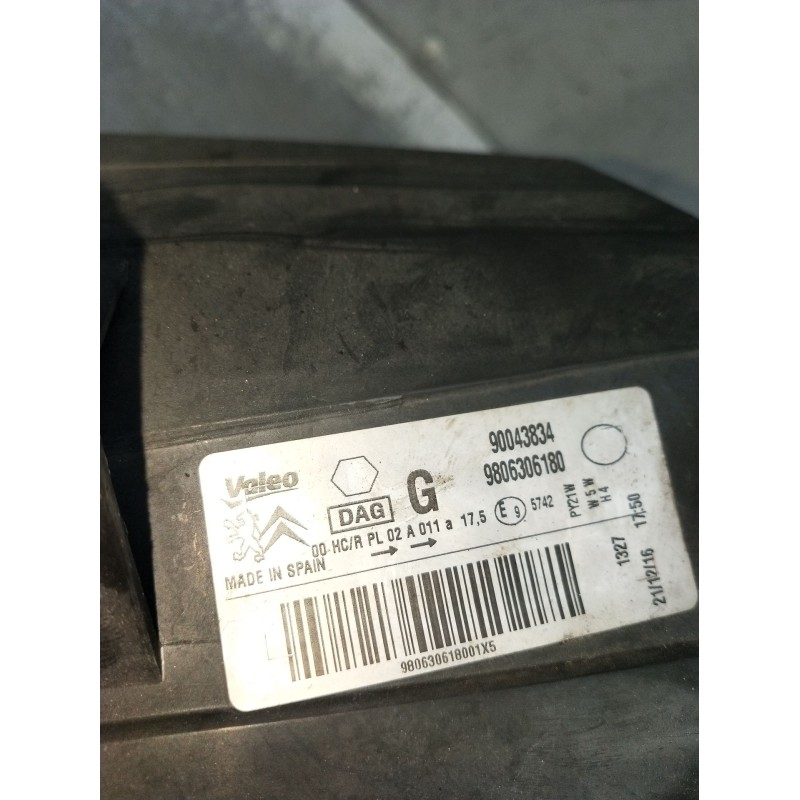 Valeo
DAG
G
90043834
9806306180
00 HC/R PL 02 A 011 a 17,5
E 9
5742
PY21W
W5W
H4
MADE IN SPAIN
L
980630618001X5
1327
21/12/16 17:50